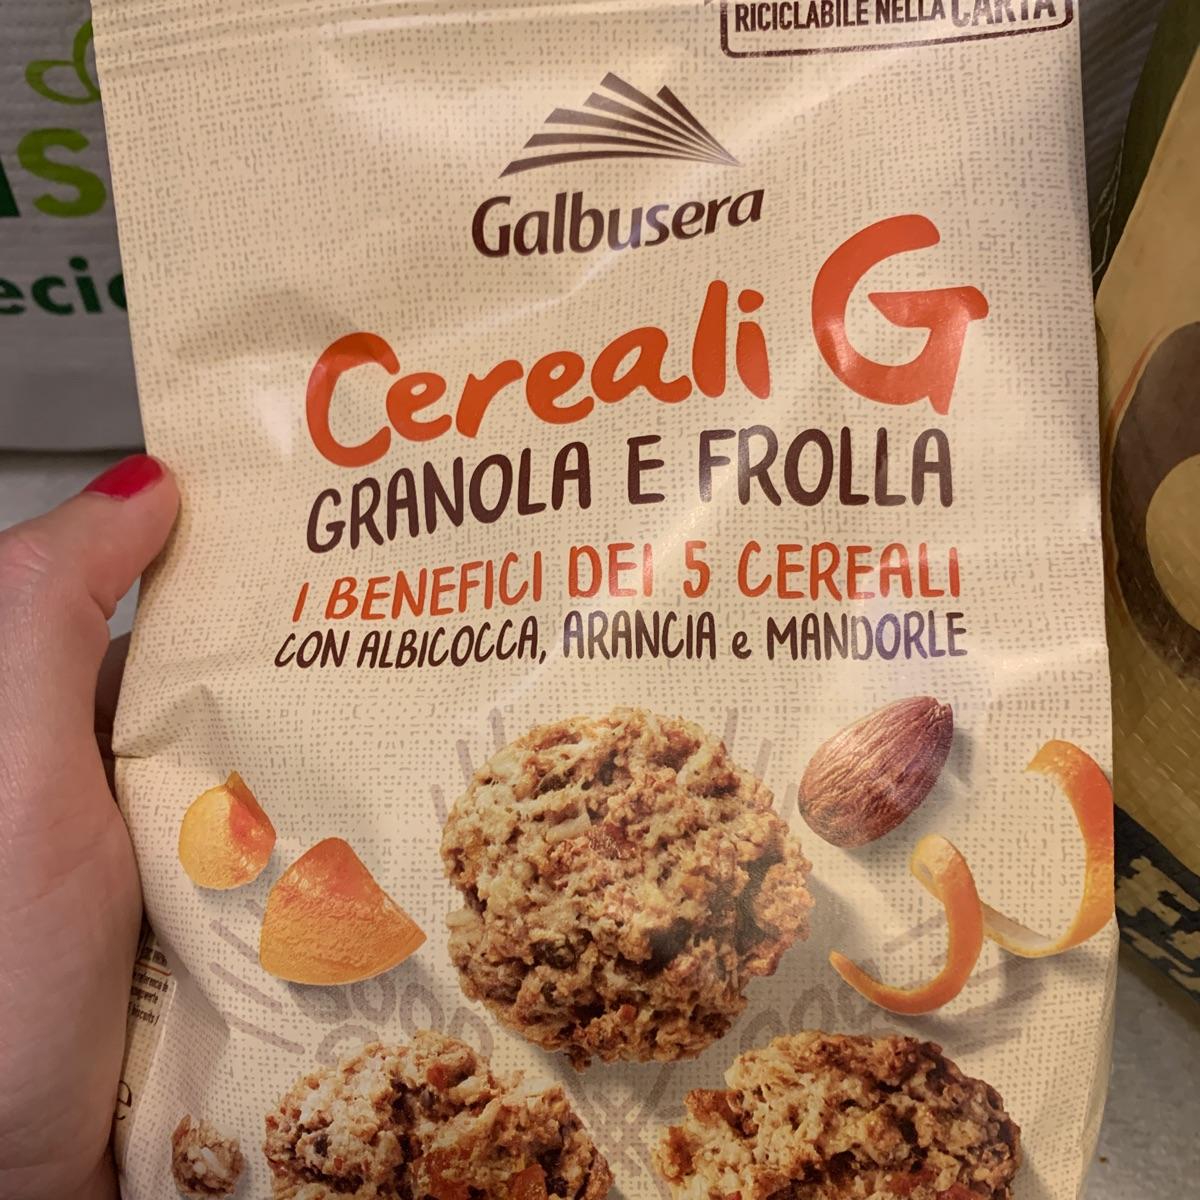 RICICLABILE NELLA CARTA
Galbusera
Cereali G
GRANOLA E FROLLA
I BENEFICI DEI 5 CEREALI
CON ALBICOCCA, ARANCIA e MANDORLE